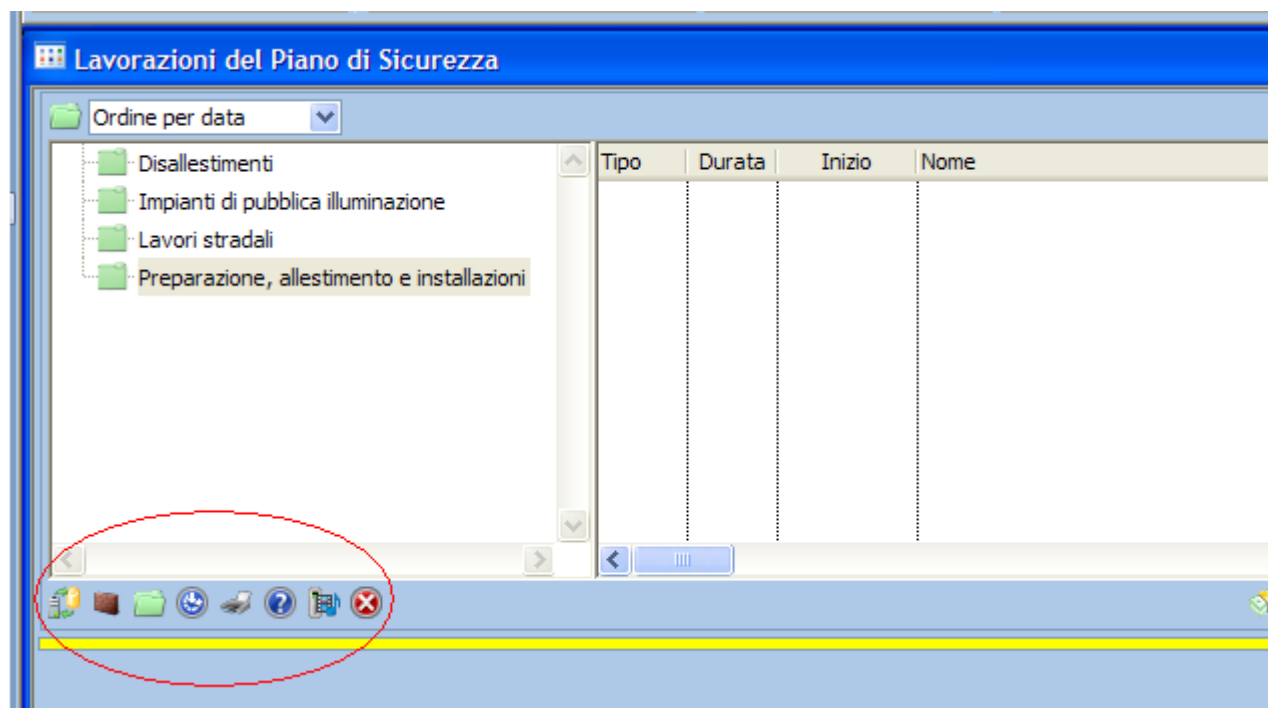 Lavorazioni del Piano di Sicurezza
Ordine per data
Disallestimenti
Impianti di pubblica illuminazione
Lavori stradali
Preparazione, allestimento e installazioni
Tipo Durata Inizio Nome